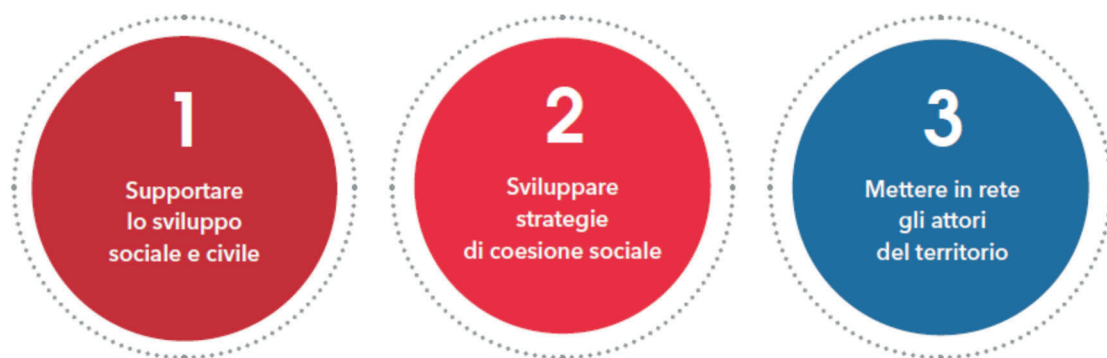 1
Supportare
lo sviluppo
sociale e civile
2
Sviluppare
strategie
di coesione sociale
3
Mettere in rete
gli attori
del territorio